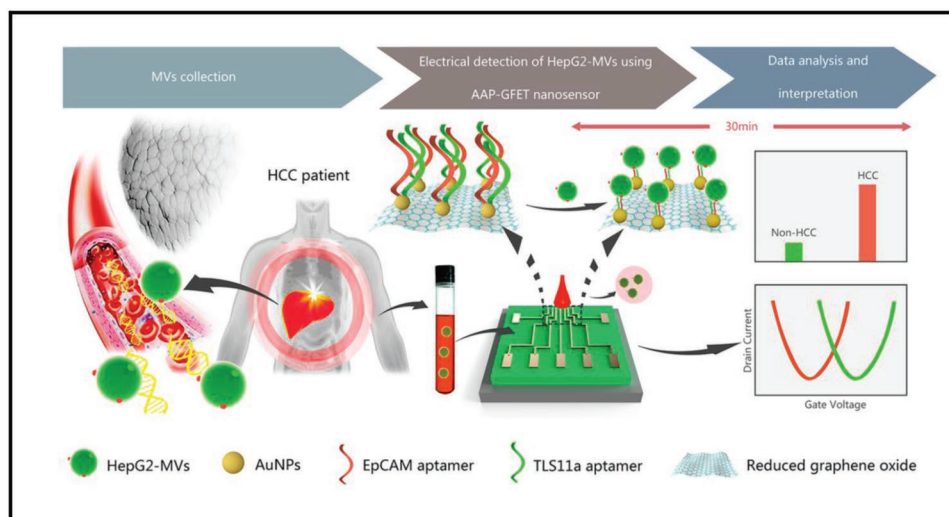 MVs collection
Electrical detection of HepG2-MVs using
AAP-GFET nanosensor
Data analysis and
interpretation
30min
HCC patient
HCC
Non-HCC
Drain Current
Gate Voltage
HepG2-MVs
AuNPs
EpCAM aptamer
TLS11a aptamer
Reduced graphene oxide